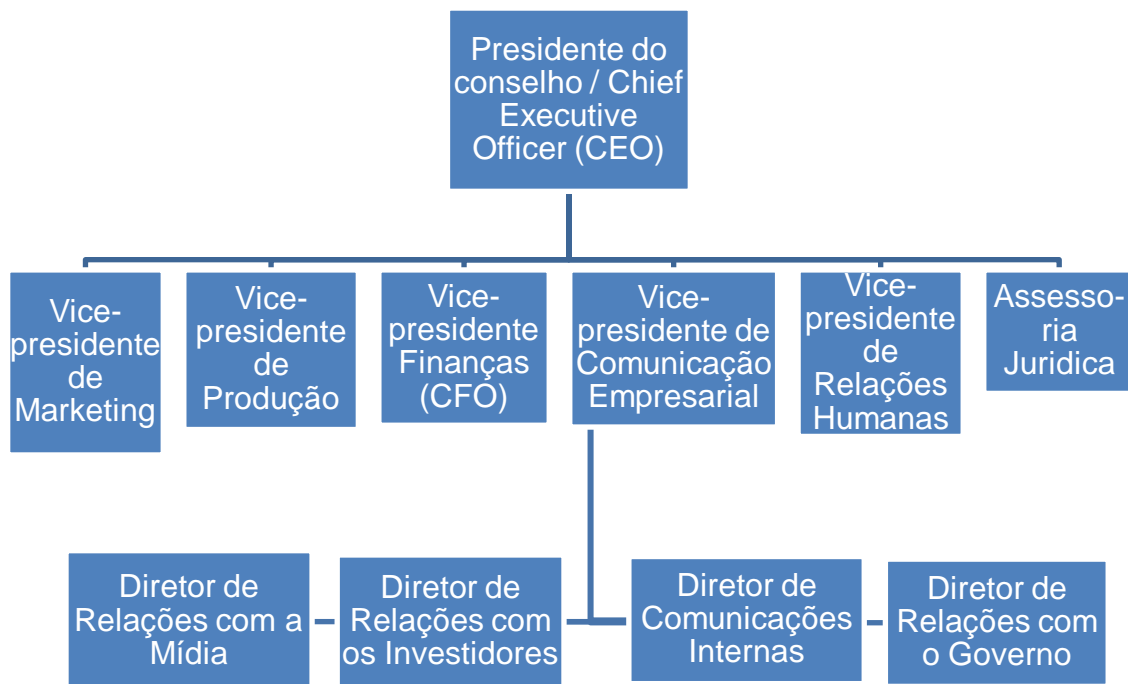 Presidente do
conselho / Chief
Executive
Officer (CEO)
Vice-
presidente
de
Marketing
Vice-
presidente
de
Produção
Vice-
presidente
Finanças
(CFO)
Vice-
presidente de
Comunicação
Empresarial
Vice-
presidente
de
Relações
Humanas
Assesso-
ria
Juridica
Diretor de
Relações com a
Mídia
Diretor de
Relações com
os Investidores
Diretor de
Comunicações
Internas
Diretor de
Relações com
o Governo